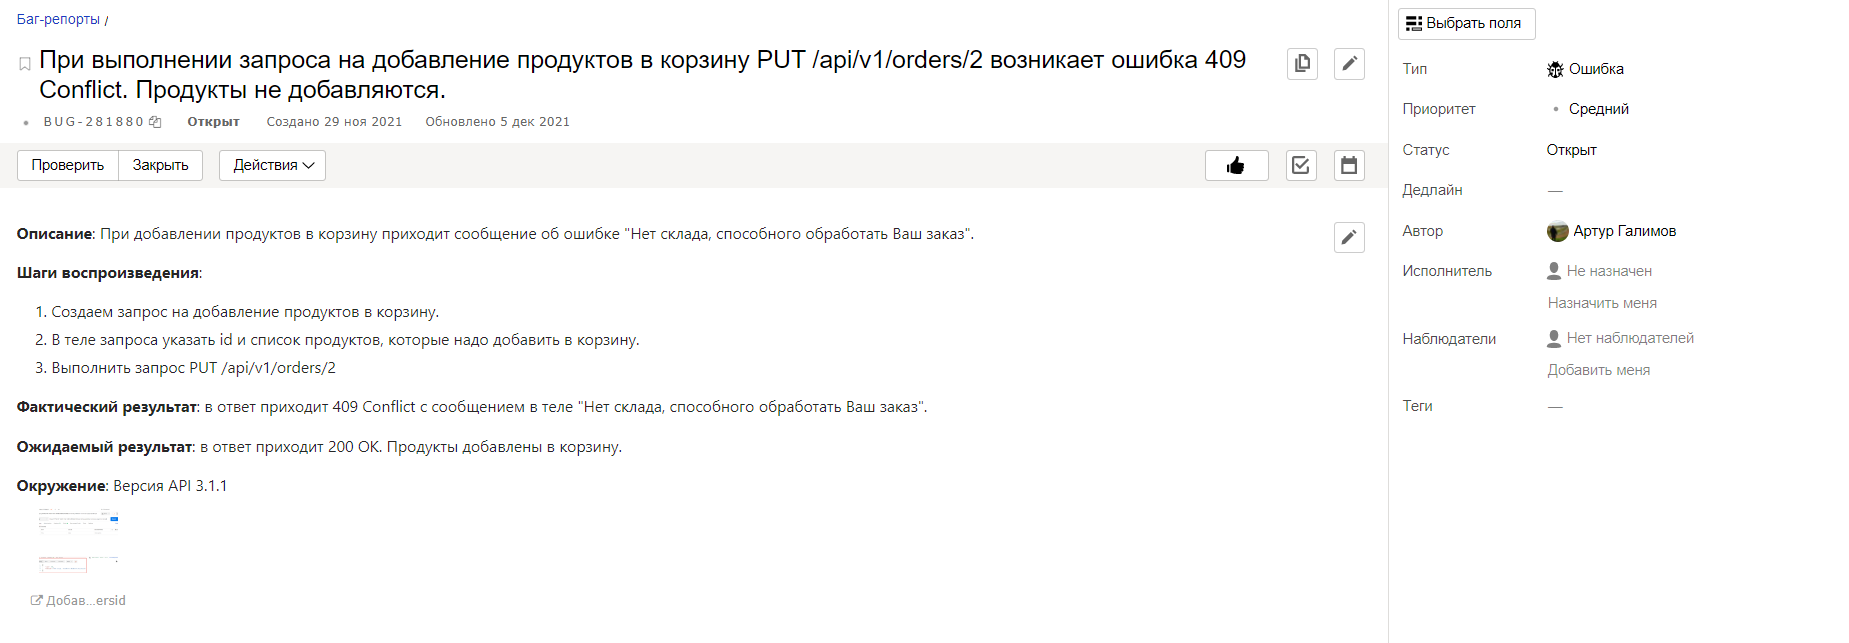 Баг-репорты /
При выполнении запроса на добавление продуктов в корзину PUT /api/v1/orders/2 возникает ошибка 409
Conflict. Продукты не добавляются.
BUG-281880 Открыт Создано 29 ноя 2021 Обновлено 5 дек 2021
Проверить Закрыть Действия
Описание: При добавлении продуктов в корзину приходит сообщение об ошибке "Нет склада, способного обработать Ваш заказ".
Шаги воспроизведения:
1. Создаем запрос на добавление продуктов в корзину.
2. В теле запроса указать id и список продуктов, которые надо добавить в корзину.
3. Выполнить запрос PUT /api/v1/orders/2
Фактический результат: в ответ приходит 409 Conflict с сообщением в теле "Нет склада, способного обработать Ваш заказ".
Ожидаемый результат: в ответ приходит 200 ОК. Продукты добавлены в корзину.
Окружение: Версия API 3.1.1
Добав...ersid
Выбрать поля
Тип Ошибка
Приоритет Средний
Статус Открыт
Дедлайн —
Автор Артур Галимов
Исполнитель Не назначен
Назначить меня
Наблюдатели Нет наблюдателей
Добавить меня
Теги —